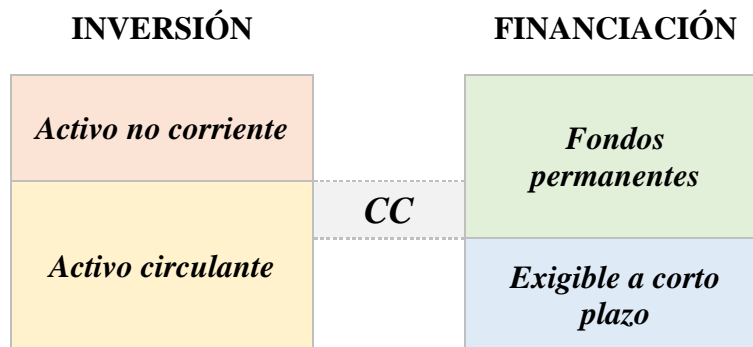 INVERSIÓN
FINANCIACIÓN
Activo no corriente
Fondos
permanentes
CC
Activo circulante
Exigible a corto
plazo